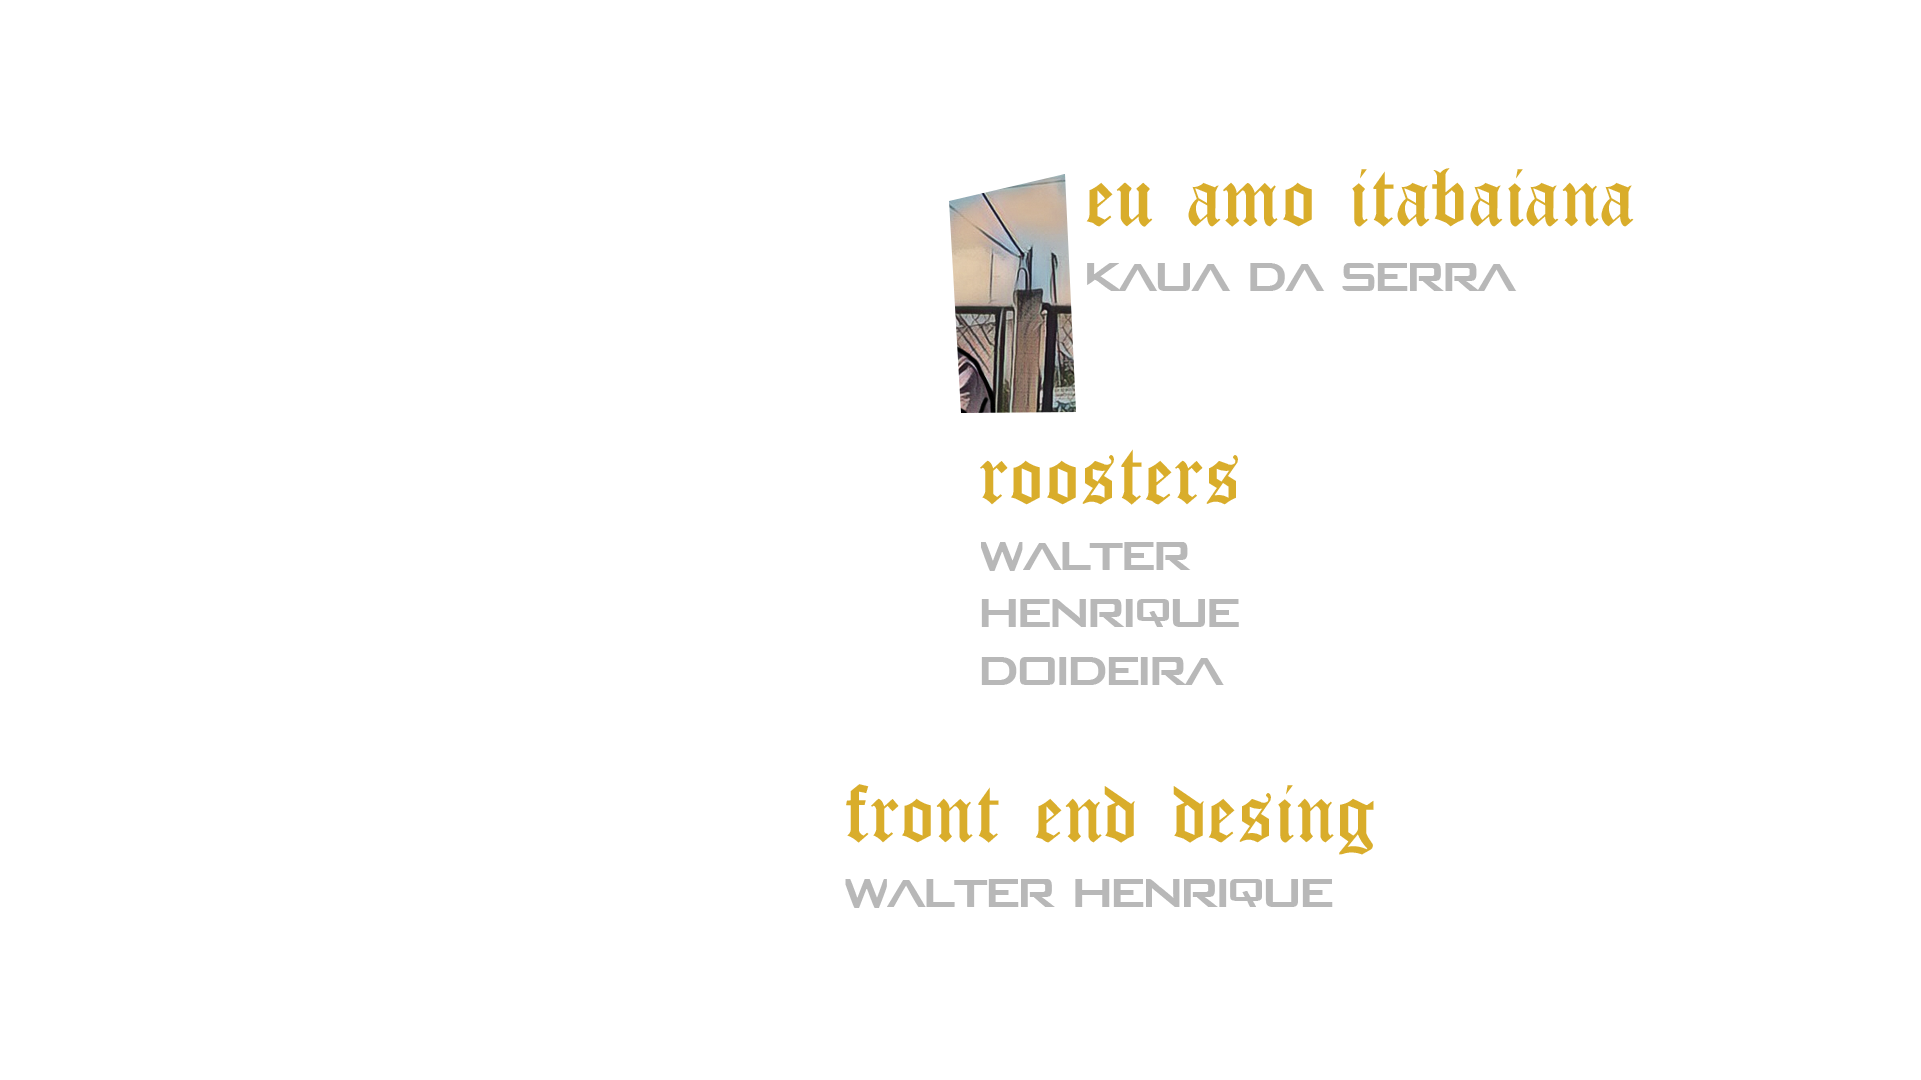 eu amo itabaiana
KAUA DA SERRA
roosters
WALTER
HENRIQUE
DOIDEIRA
front end desing
WALTER HENRIQUE